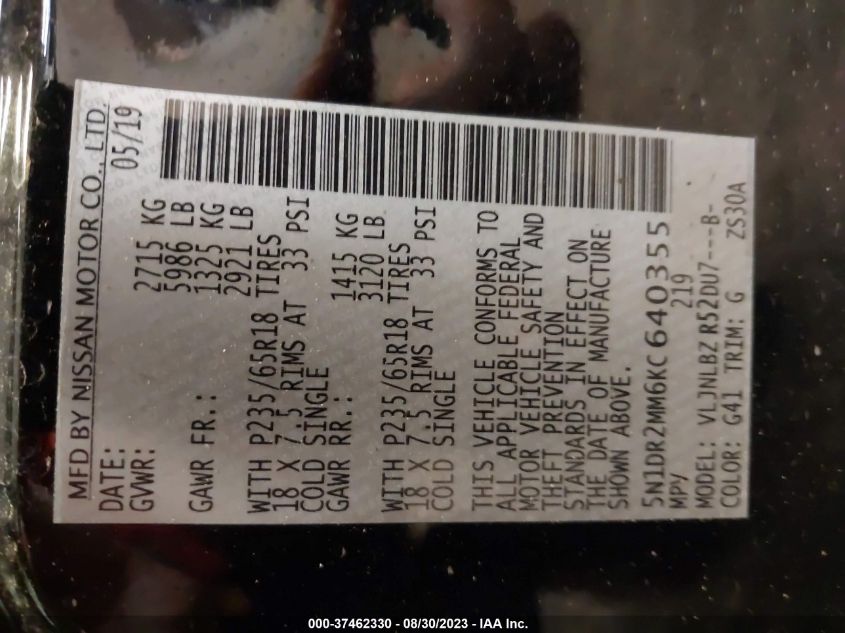 MFD BY NISSAN MOTOR CO., LTD.
DATE: 05/19
GVWR: 2715 KG
5986 LB
GAWR FR.: 1325 KG
2921 LB
WITH P235/65R18 TIRES
18 X 7.5 RIMS AT 33 PSI
COLD SINGLE
GAWR RR.: 1415 KG
3120 LB
WITH P235/65R18 TIRES
18 X 7.5 RIMS AT 33 PSI
COLD SINGLE
THIS VEHICLE CONFORMS TO
ALL APPLICABLE FEDERAL
MOTOR VEHICLE SAFETY AND
THEFT PREVENTION
STANDARDS IN EFFECT ON
THE DATE OF MANUFACTURE
SHOWN ABOVE.
5N1DR2MM6KC640355
MPV 219
MODEL: VLJNLBZ R52DU7---B-
COLOR: G41 TRIM: G ZS30A
000-37462330 - 08/30/2023 - IAA Inc.